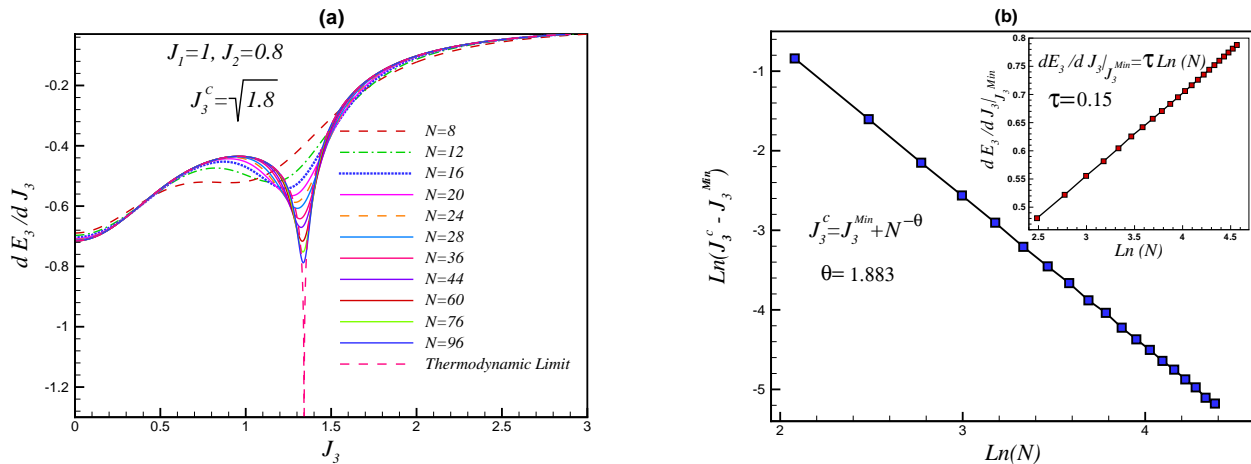 (a)
J₁=1, J₂=0.8
J₃ᶜ=√1.8
d E₃ / d J₃
-0.2
-0.4
-0.6
-0.8
-1
-1.2
0
0.5
1
1.5
2
2.5
3
J₃
N=8
N=12
N=16
N=20
N=24
N=28
N=36
N=44
N=60
N=76
N=96
Thermodynamic Limit
(b)
Ln(J₃ᶜ - J₃ᴹⁱⁿ)
-1
-2
-3
-4
-5
2
3
4
Ln(N)
J₃ᶜ=J₃ᴹⁱⁿ+N⁻ᶿ
θ= 1.883
d E₃ / d J₃|J₃ᴹⁱⁿ
0.8
0.75
0.7
0.65
0.6
0.55
0.5
2.5
3
3.5
4
4.5
Ln (N)
dE₃ /d J₃|J₃ᴹⁱⁿ=τ Ln (N)
τ=0.15